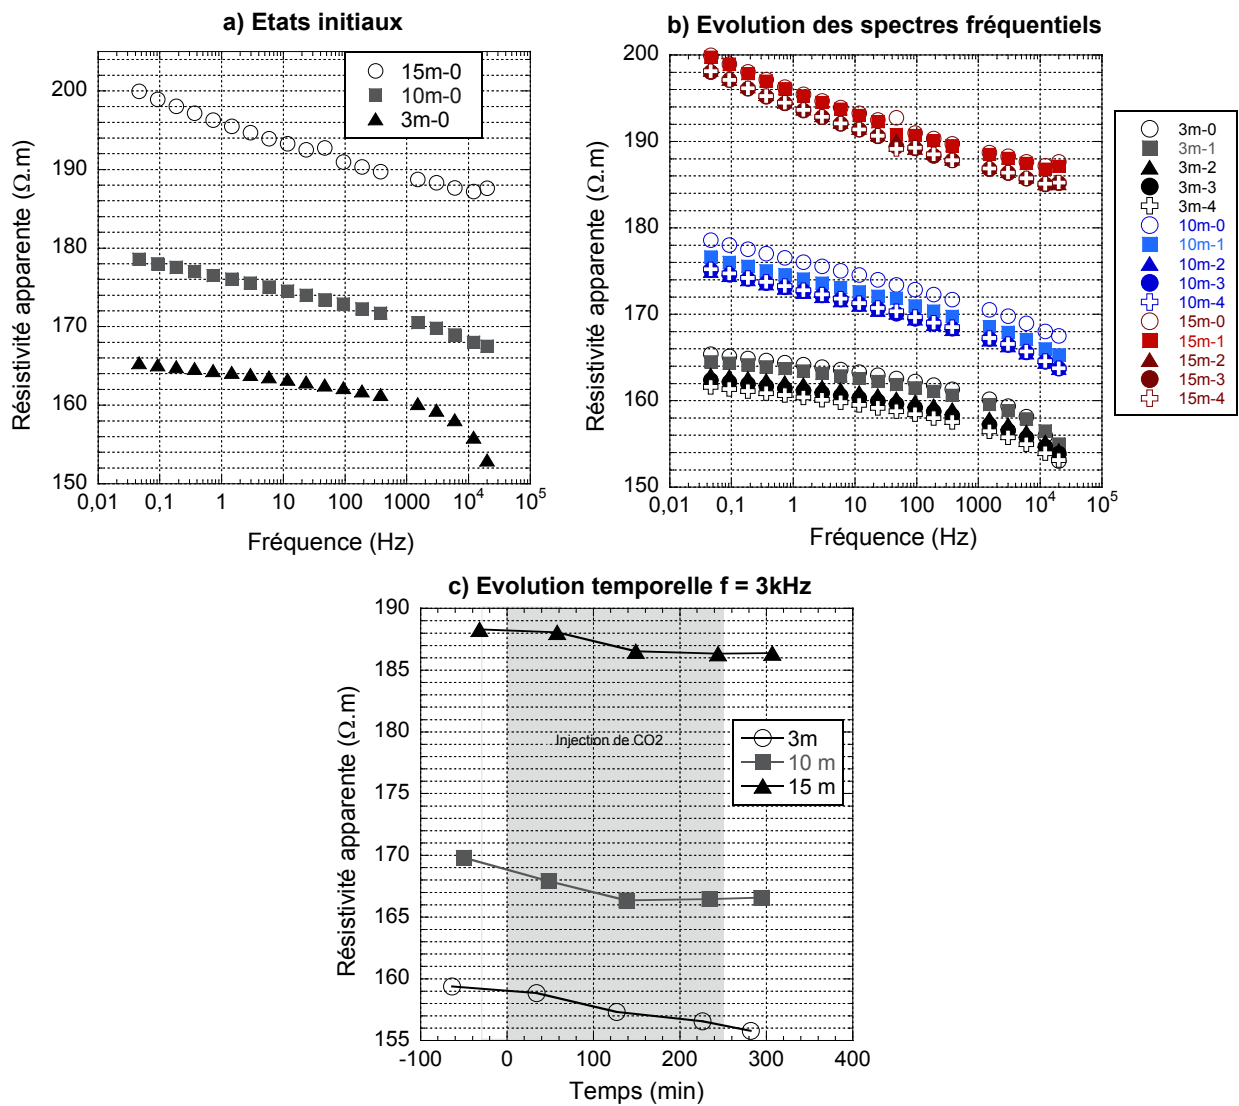 a) Etats initiaux
Résistivité apparente (Ω.m)
200
190
180
170
160
150
0,01
0,1
1
10
100
1000
10⁴
10⁵
Fréquence (Hz)
15m-0
10m-0
3m-0
b) Evolution des spectres fréquentiels
Résistivité apparente (Ω.m)
200
190
180
170
160
150
0,01
0,1
1
10
100
1000
10⁴
10⁵
Fréquence (Hz)
3m-0
3m-1
3m-2
3m-3
3m-4
10m-0
10m-1
10m-2
10m-3
10m-4
15m-0
15m-1
15m-2
15m-3
15m-4
c) Evolution temporelle f = 3kHz
Résistivité apparente (Ω.m)
190
185
180
175
170
165
160
155
-100
0
100
200
300
400
Temps (min)
Injection de CO2
3m
10 m
15 m